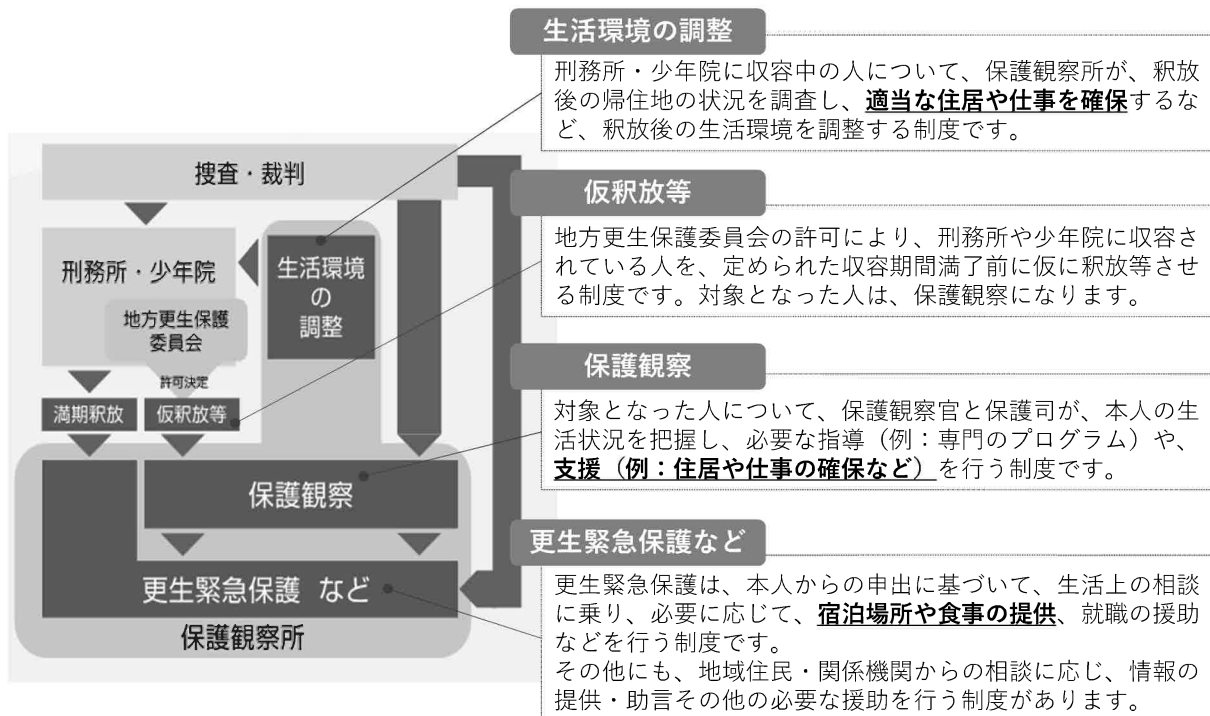 生活環境の調整
刑務所・少年院に収容中の人について、保護観察所が、釈放
後の帰住地の状況を調査し、適当な住居や仕事を確保するな
ど、釈放後の生活環境を調整する制度です。
仮釈放等
地方更生保護委員会の許可により、刑務所や少年院に収容さ
れている人を、定められた収容期間満了前に仮に釈放等させ
る制度です。対象となった人は、保護観察になります。
保護観察
対象となった人について、保護観察官と保護司が、本人の生
活状況を把握し、必要な指導（例：専門のプログラム）や、
支援（例：住居や仕事の確保など）を行う制度です。
更生緊急保護など
更生緊急保護は、本人からの申出に基づいて、生活上の相談
に乗り、必要に応じて、宿泊場所や食事の提供、就職の援助
などを行う制度です。
その他にも、地域住民・関係機関からの相談に応じ、情報の
提供・助言その他の必要な援助を行う制度があります。
捜査・裁判
刑務所・少年院
地方更生保護
委員会
許可決定
満期釈放
仮釈放等
生活環境
の
調整
保護観察
更生緊急保護 など
保護観察所